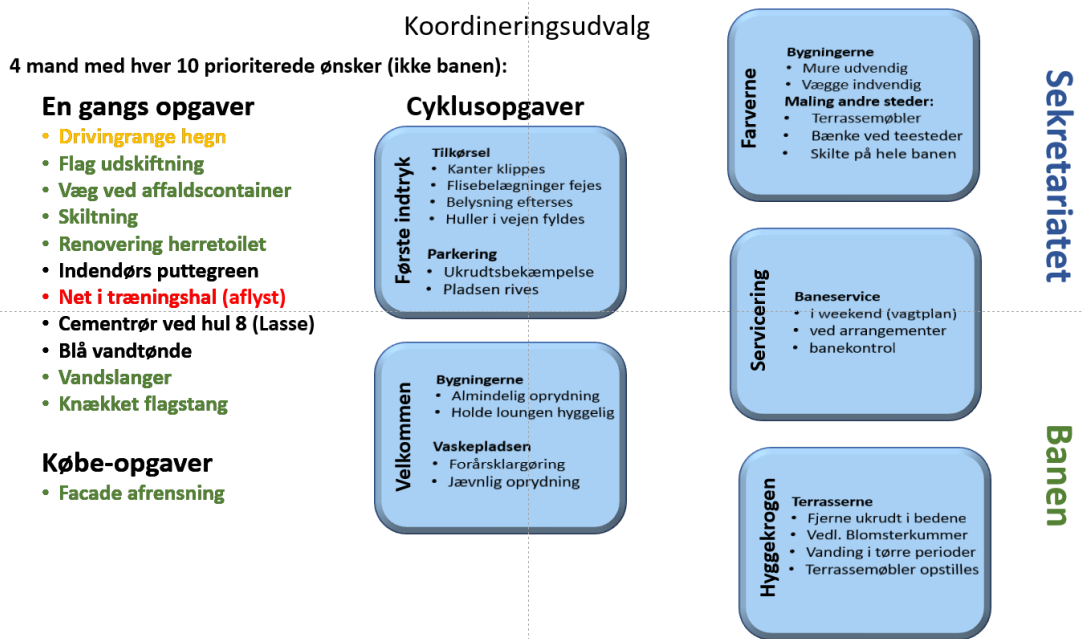 Koordineringsudvalg
4 mand med hver 10 prioriterede ønsker (ikke banen):
En gangs opgaver
• Drivingrange hegn
• Flag udskiftning
• Væg ved affaldscontainer
• Skiltning
• Renovering herretoilet
• Indendørs puttegreen
• Net i træningshal (aflyst)
• Cementrør ved hul 8 (Lasse)
• Blå vandtønde
• Vandslanger
• Knækket flagstang
Købe-opgaver
• Facade afrensning
Cyklusopgaver
Første indtryk
Tilkørsel
• Kanter klippes
• Flisebelægninger fejes
• Belysning efterses
• Huller i vejen fyldes
Parkering
• Ukrudtsbekæmpelse
• Pladsen rives
Velkommen
Bygningerne
• Almindelig oprydning
• Holde loungen hyggelig
Vaskepladsen
• Forårsklargøring
• Jævnlig oprydning
Farverne
Bygningerne
• Mure udvendig
• Vægge indvendig
Maling andre steder:
• Terrassemøbler
• Bænke ved teesteder
• Skilte på hele banen
Servicering
Baneservice
• i weekend (vagtplan)
• ved arrangementer
• banekontrol
Hyggekrogen
Terrasserne
• Fjerne ukrudt i bedene
• Vedl. Blomsterkummer
• Vanding i tørre perioder
• Terrassemøbler opstilles
Sekretariatet
Banen